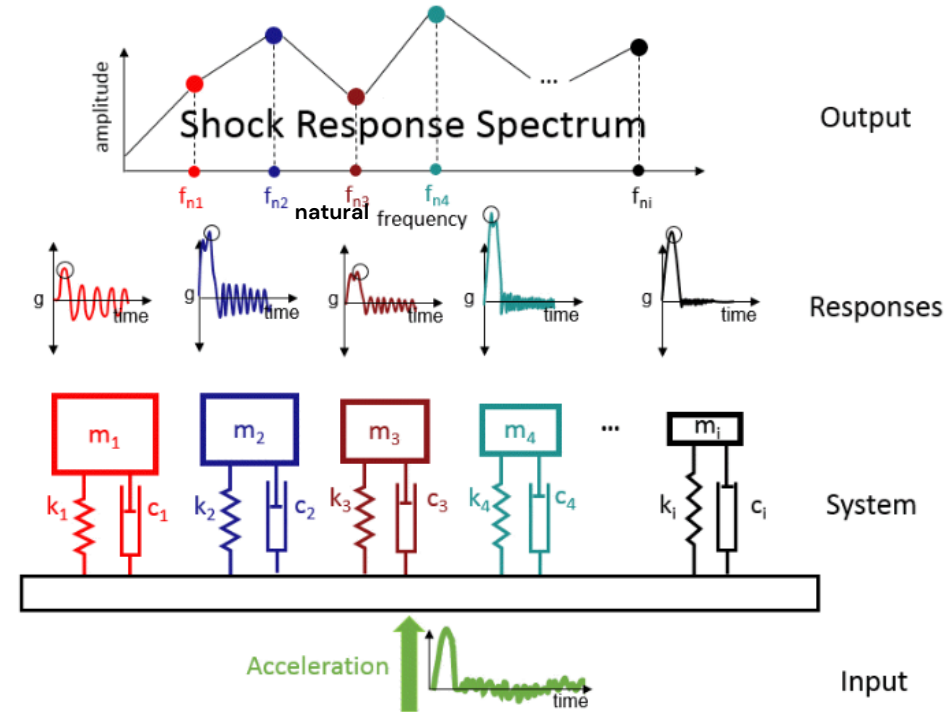 amplitude
Shock Response Spectrum
Output
...
fn1 fn2 fn3 fn4 fni
natural frequency
g time g time g time g time g time
Responses
m1 m2 m3 m4 ... mi
k1 c1 k2 c2 k3 c3 k4 c4 ki ci
System
Acceleration
time
Input